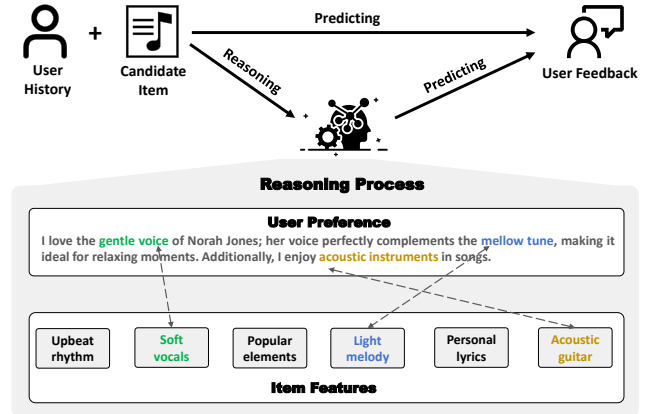 Predicting
+
User
History
Candidate
Item
Reasoning
Predicting
User Feedback
Reasoning Process
User Preference
I love the gentle voice of Norah Jones; her voice perfectly complements the mellow tune, making it
ideal for relaxing moments. Additionally, I enjoy acoustic instruments in songs.
Upbeat
rhythm
Soft
vocals
Popular
elements
Light
melody
Personal
lyrics
Acoustic
guitar
Item Features